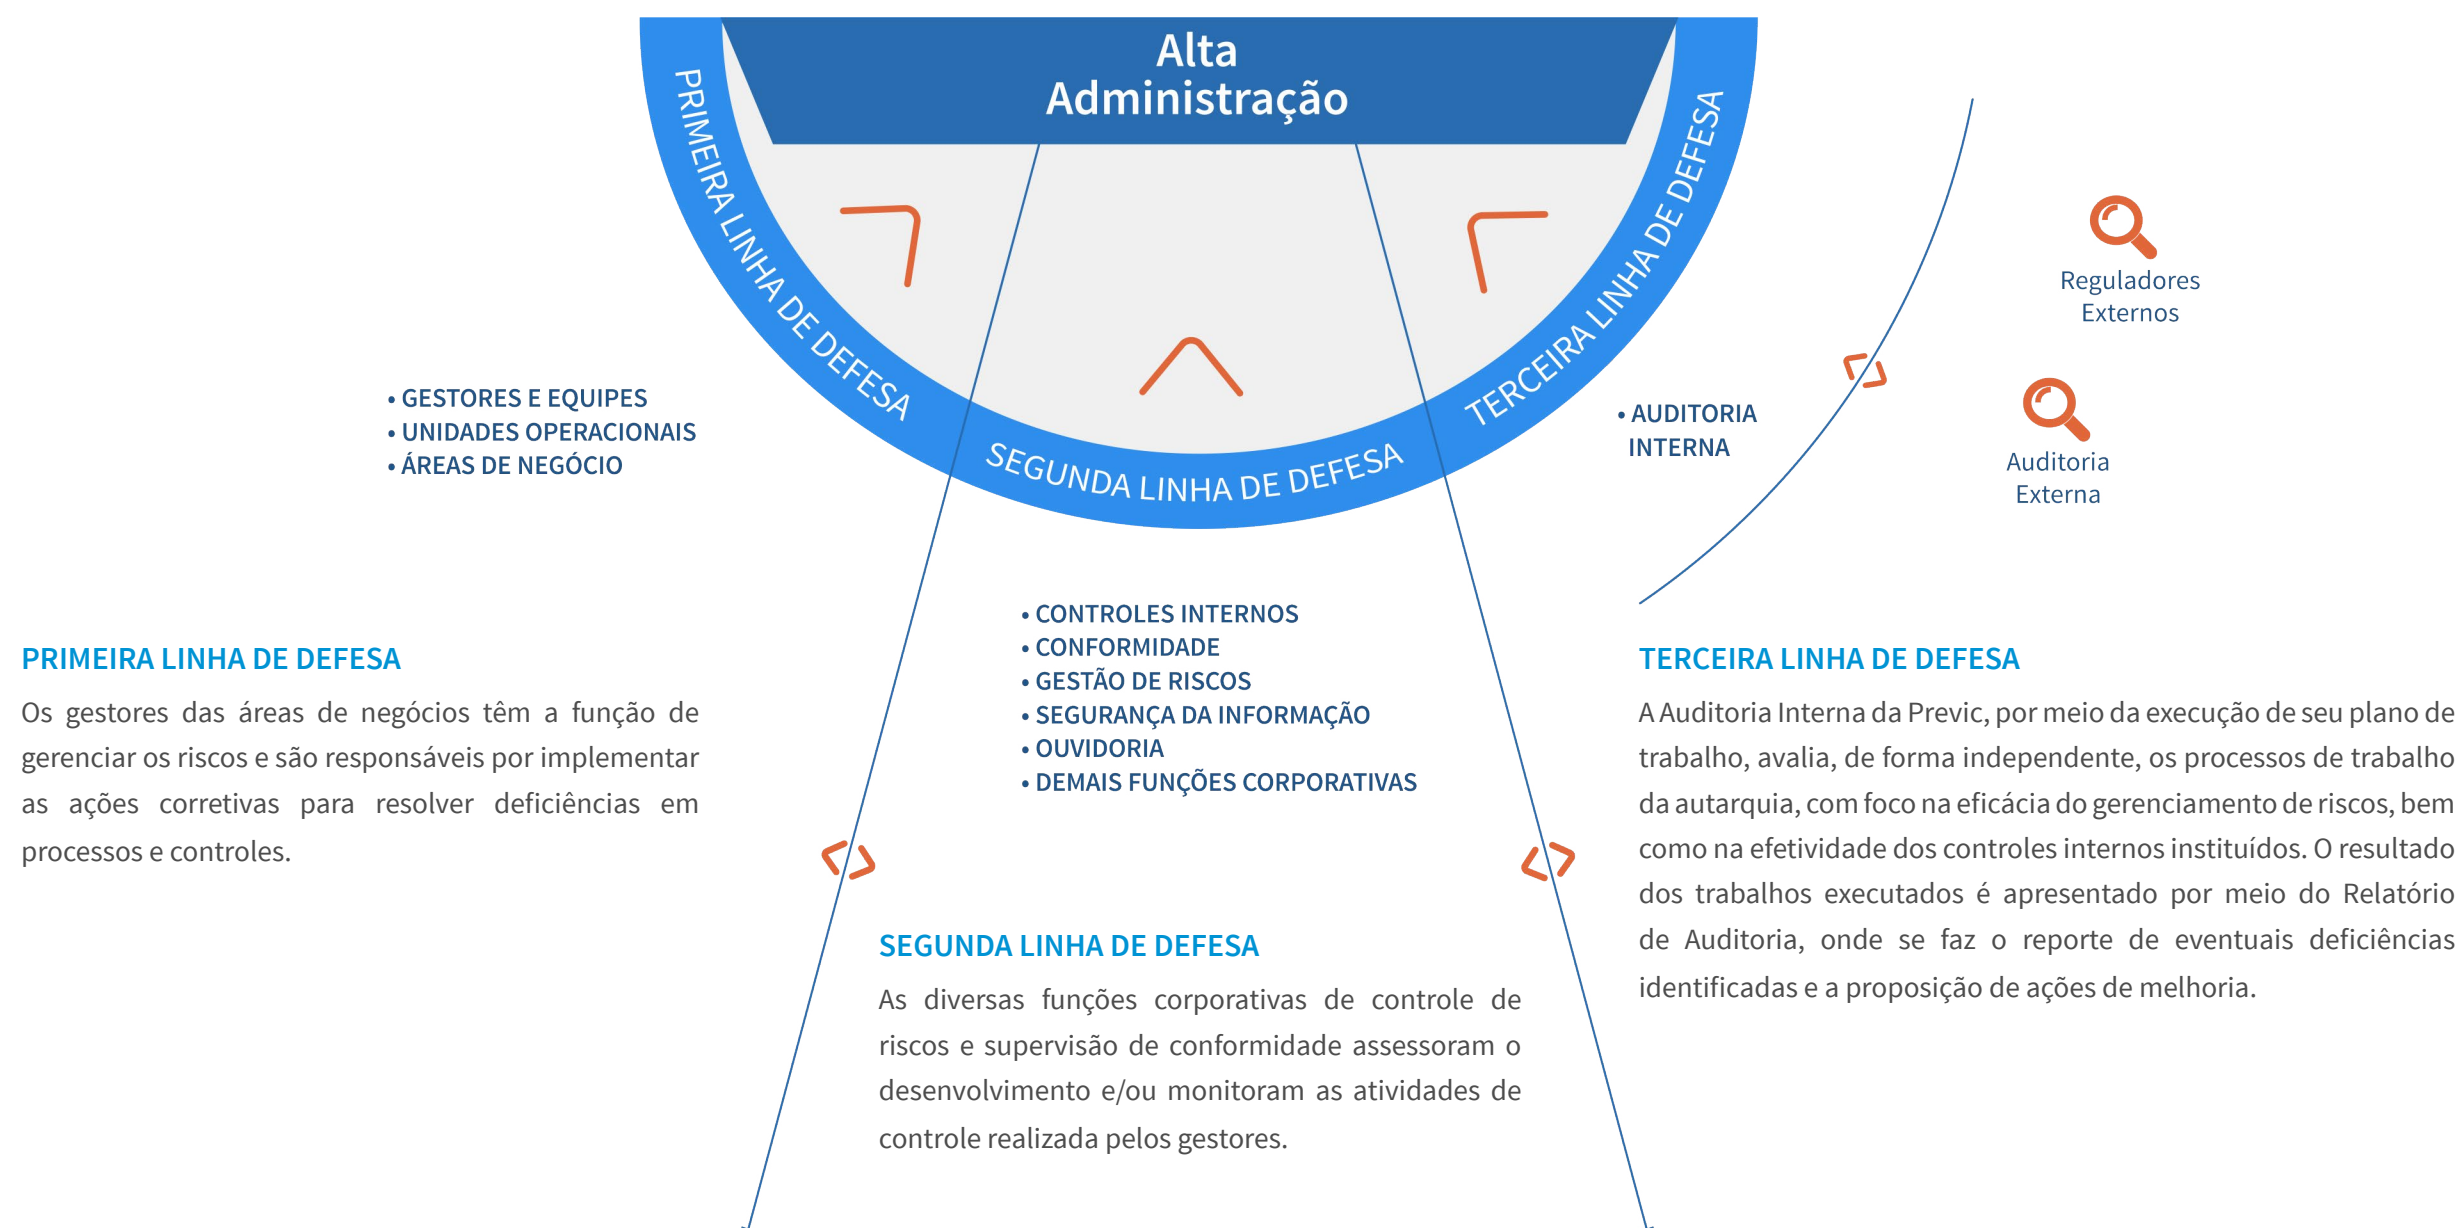 Alta
Administração
PRIMEIRA LINHA DE DEFESA
SEGUNDA LINHA DE DEFESA
TERCEIRA LINHA DE DEFESA
• GESTORES E EQUIPES
• UNIDADES OPERACIONAIS
• ÁREAS DE NEGÓCIO
• AUDITORIA
INTERNA
Reguladores
Externos
Auditoria
Externa
• CONTROLES INTERNOS
• CONFORMIDADE
• GESTÃO DE RISCOS
• SEGURANÇA DA INFORMAÇÃO
• OUVIDORIA
• DEMAIS FUNÇÕES CORPORATIVAS
PRIMEIRA LINHA DE DEFESA
Os gestores das áreas de negócios têm a função de
gerenciar os riscos e são responsáveis por implementar
as ações corretivas para resolver deficiências em
processos e controles.
SEGUNDA LINHA DE DEFESA
As diversas funções corporativas de controle de
riscos e supervisão de conformidade assessoram o
desenvolvimento e/ou monitoram as atividades de
controle realizada pelos gestores.
TERCEIRA LINHA DE DEFESA
A Auditoria Interna da Previc, por meio da execução de seu plano de
trabalho, avalia, de forma independente, os processos de trabalho
da autarquia, com foco na eficácia do gerenciamento de riscos, bem
como na efetividade dos controles internos instituídos. O resultado
dos trabalhos executados é apresentado por meio do Relatório
de Auditoria, onde se faz o reporte de eventuais deficiências
identificadas e a proposição de ações de melhoria.